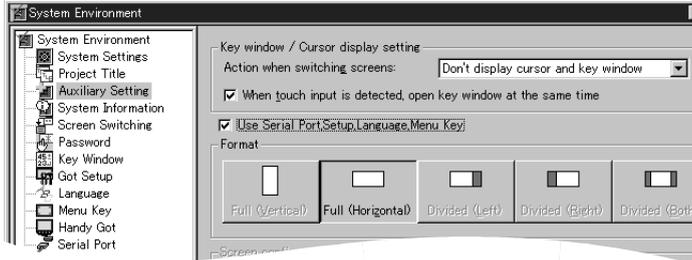 System Environment
System Environment
System Settings
Project Title
Auxiliary Setting
System Information
Screen Switching
Password
Key Window
Got Setup
Language
Menu Key
Handy Got
Serial Port
Key window / Cursor display setting
Action when switching screens: Don't display cursor and key window
When touch input is detected, open key window at the same time
Use Serial Port,Setup,Language,Menu Key
Format
Full (Vertical) Full (Horizontal) Divided (Left) Divided (Right) Divided (Both